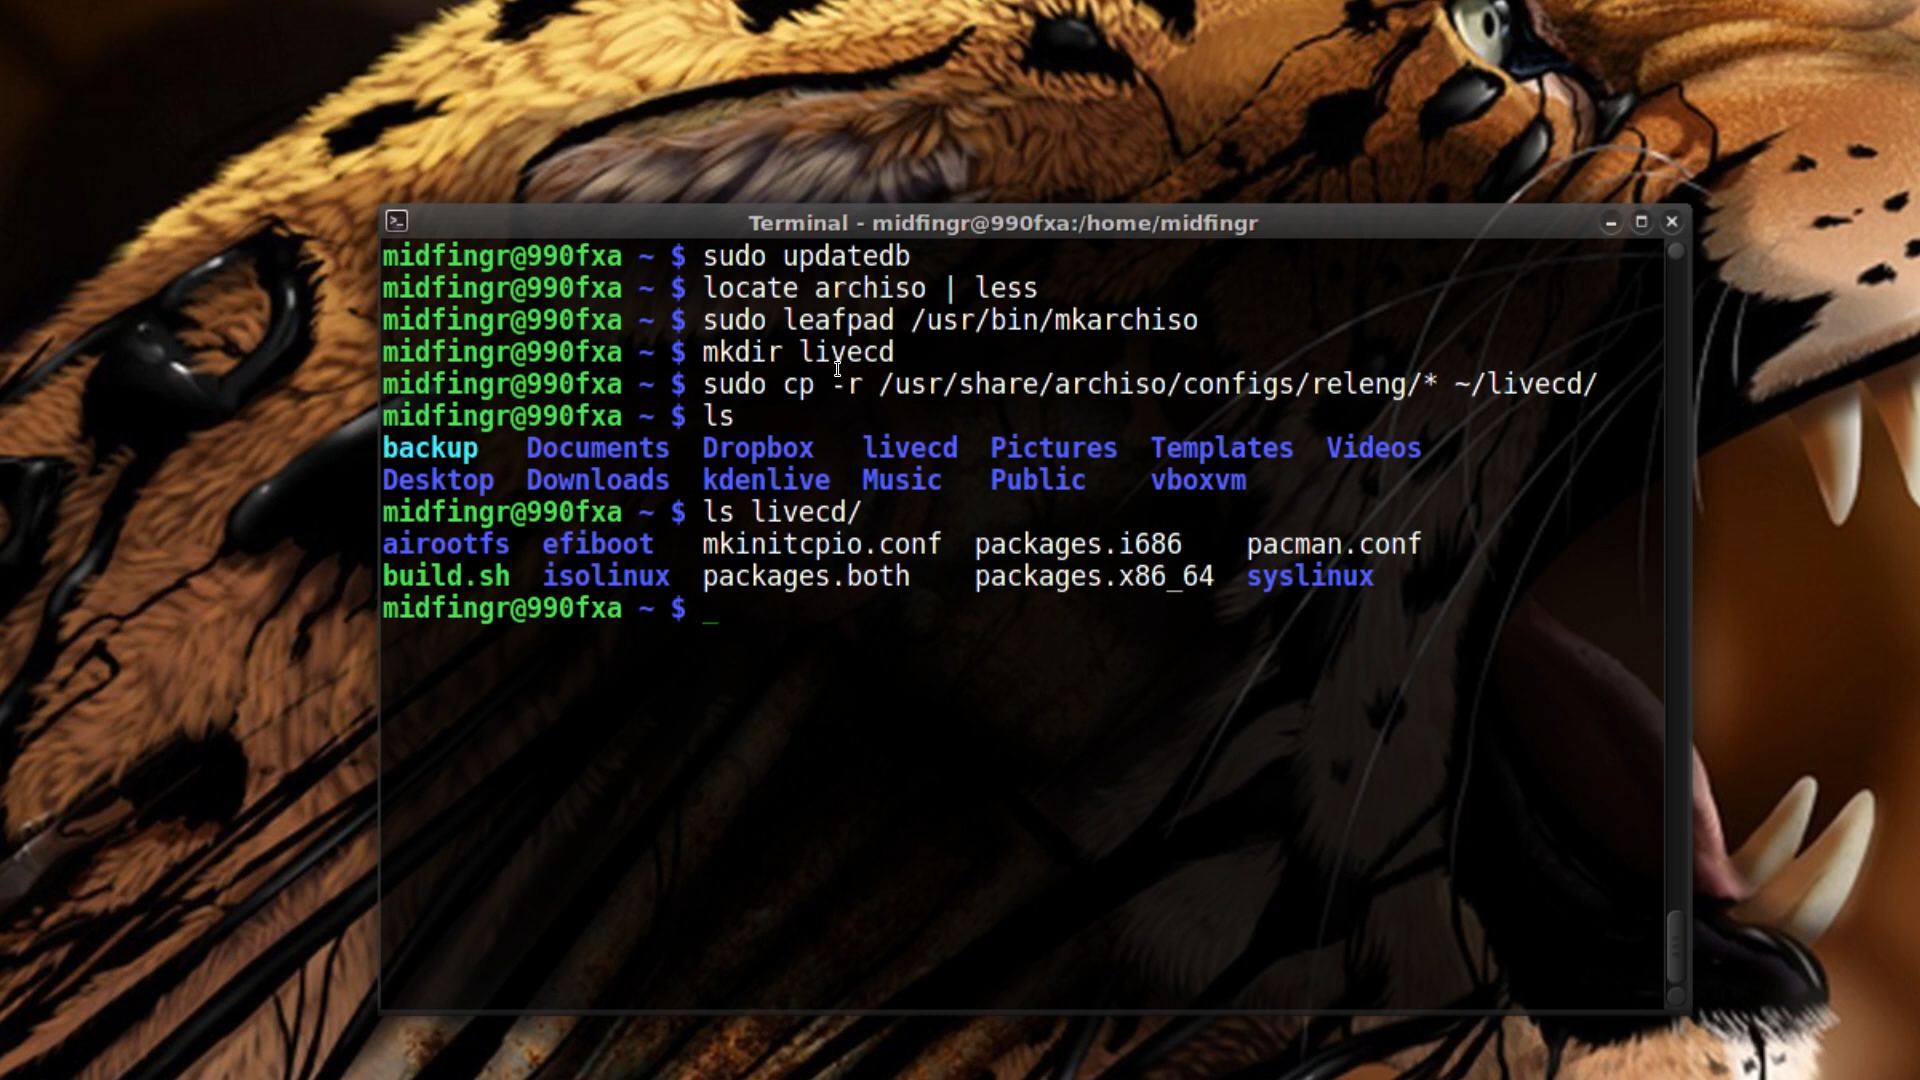 Terminal - midfingr@990fxa:/home/midfingr
midfingr@990fxa ~ $ sudo updatedb
midfingr@990fxa ~ $ locate archiso | less
midfingr@990fxa ~ $ sudo leafpad /usr/bin/mkarchiso
midfingr@990fxa ~ $ mkdir livecd
midfingr@990fxa ~ $ sudo cp -r /usr/share/archiso/configs/releng/* ~/livecd/
midfingr@990fxa ~ $ ls
backup Documents Dropbox livecd Pictures Templates Videos
Desktop Downloads kdenlive Music Public vboxvm
midfingr@990fxa ~ $ ls livecd/
airootfs efiboot mkinitcpio.conf packages.i686 pacman.conf
build.sh isolinux packages.both packages.x86_64 syslinux
midfingr@990fxa ~ $ _